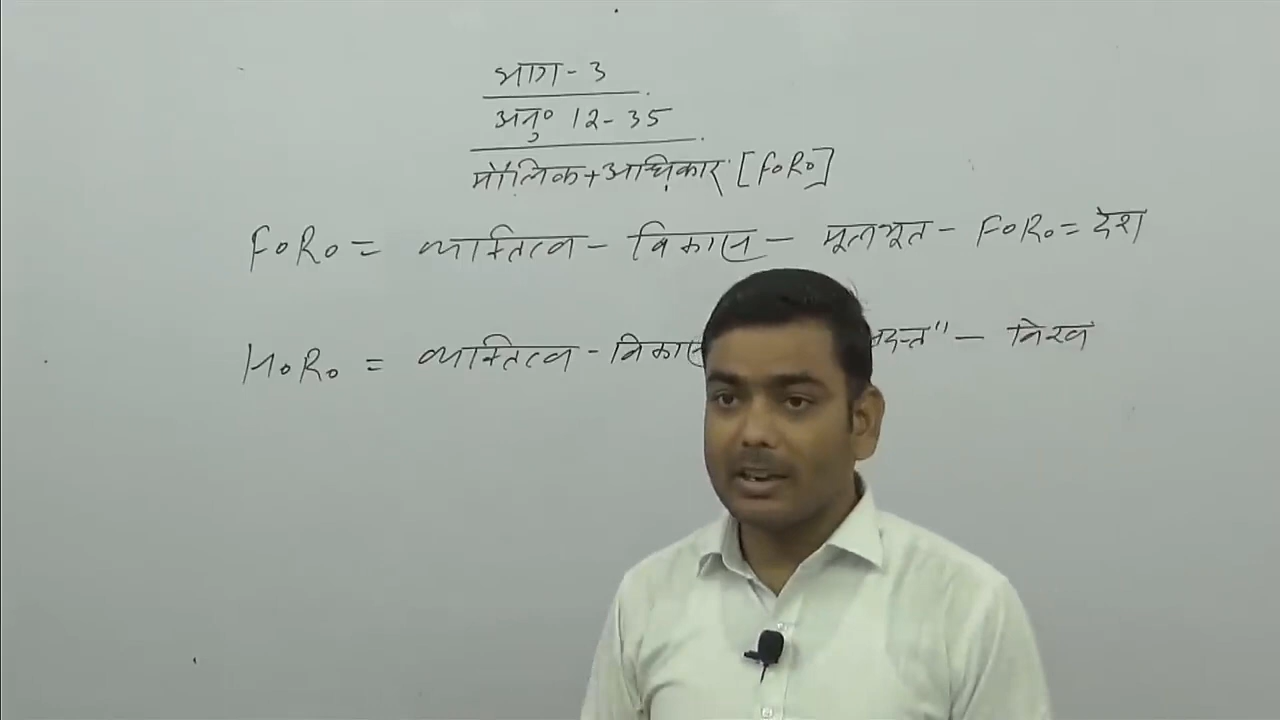 भाग - 3
अनु० 12 - 35
मौलिक + अधिकार [F०R०]
F०R० = व्यक्तित्व - विकास - मूलभूत - F०R० = देश
H०R० = व्यक्तित्व - विकास " - विश्व